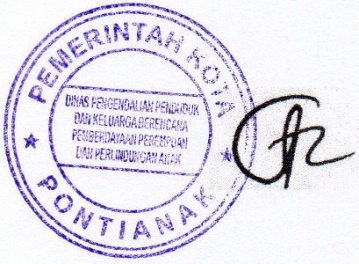 PEMERINTAH KOTA
DINAS PENGENDALIAN PENDUDUK
DAN KELUARGA BERENCANA
PEMBERDAYAAN PEREMPUAN
DAN PERLINDUNGAN ANAK
PONTIANAK